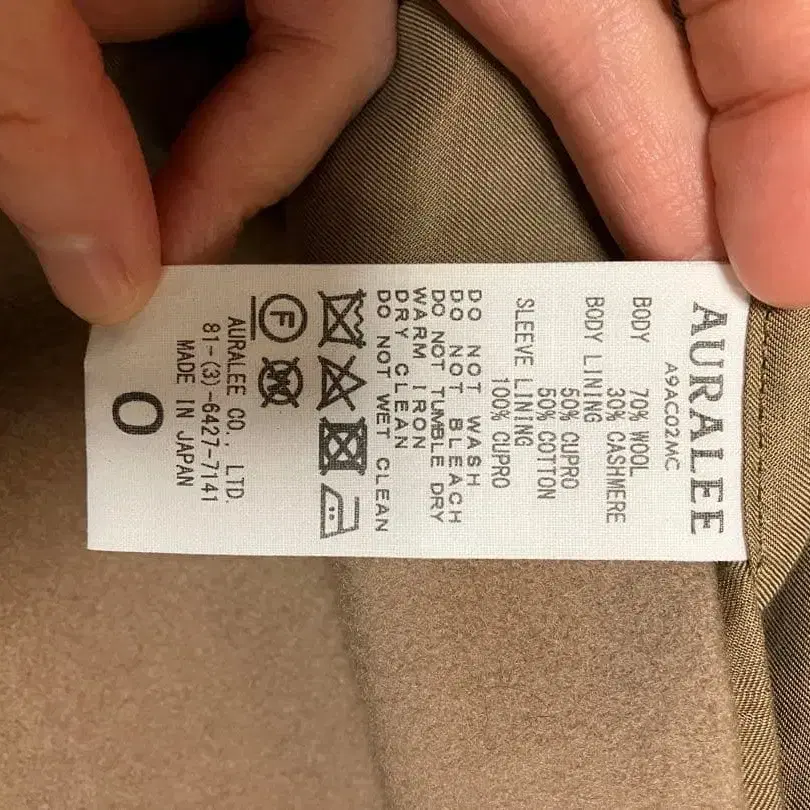 AURALEE
A9AC02MC
BODY 70% WOOL
30% CASHMERE
BODY LINING
50% CUPRO
50% COTTON
SLEEVE LINING
100% CUPRO
DO NOT WASH
DO NOT BLEACH
DO NOT TUMBLE DRY
WARM IRON
DRY CLEAN
DO NOT WET CLEAN
F
W
AURALEE CO., LTD.
81-(3)-6427-7141
MADE IN JAPAN
0